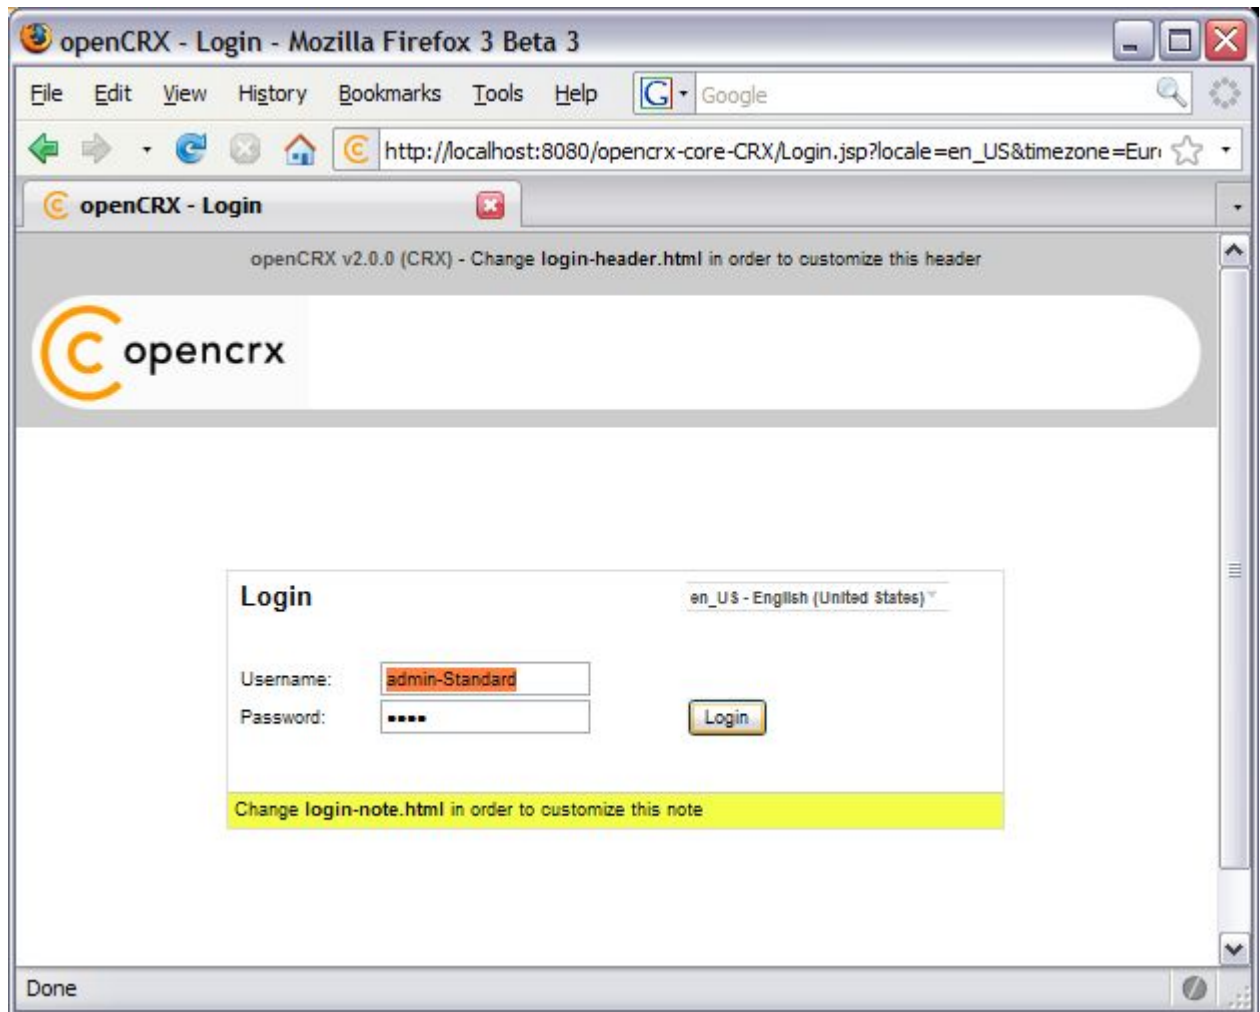 openCRX - Login - Mozilla Firefox 3 Beta 3
File Edit View History Bookmarks Tools Help G Google
http://localhost:8080/opencrx-core-CRX/Login.jsp?locale=en_US&timezone=Eur
openCRX - Login
openCRX v2.0.0 (CRX) - Change login-header.html in order to customize this header
opencrx
Login en_US - English (United States)
Username: admin-Standard
Password: •••• Login
Change login-note.html in order to customize this note
Done